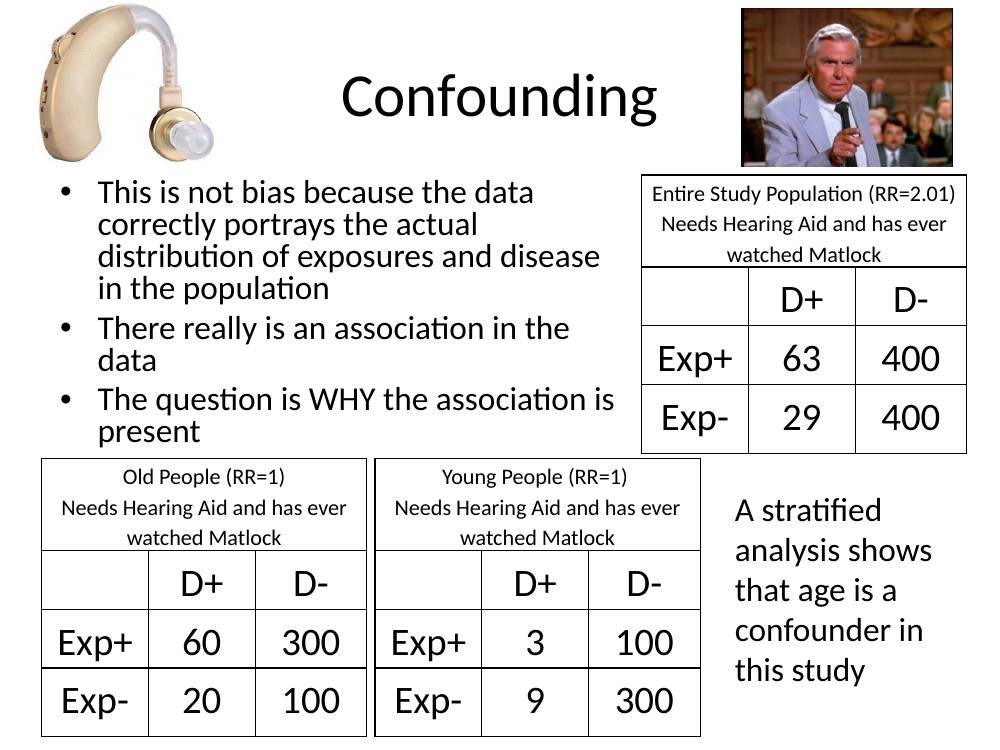 Confounding
• This is not bias because the data
correctly portrays the actual
distribution of exposures and disease
in the population
• There really is an association in the
data
• The question is WHY the association is
present
Entire Study Population (RR=2.01)
Needs Hearing Aid and has ever
watched Matlock
D+ D-
Exp+ 63 400
Exp- 29 400
Old People (RR=1)
Needs Hearing Aid and has ever
watched Matlock
D+ D-
Exp+ 60 300
Exp- 20 100
Young People (RR=1)
Needs Hearing Aid and has ever
watched Matlock
D+ D-
Exp+ 3 100
Exp- 9 300
A stratified
analysis shows
that age is a
confounder in
this study